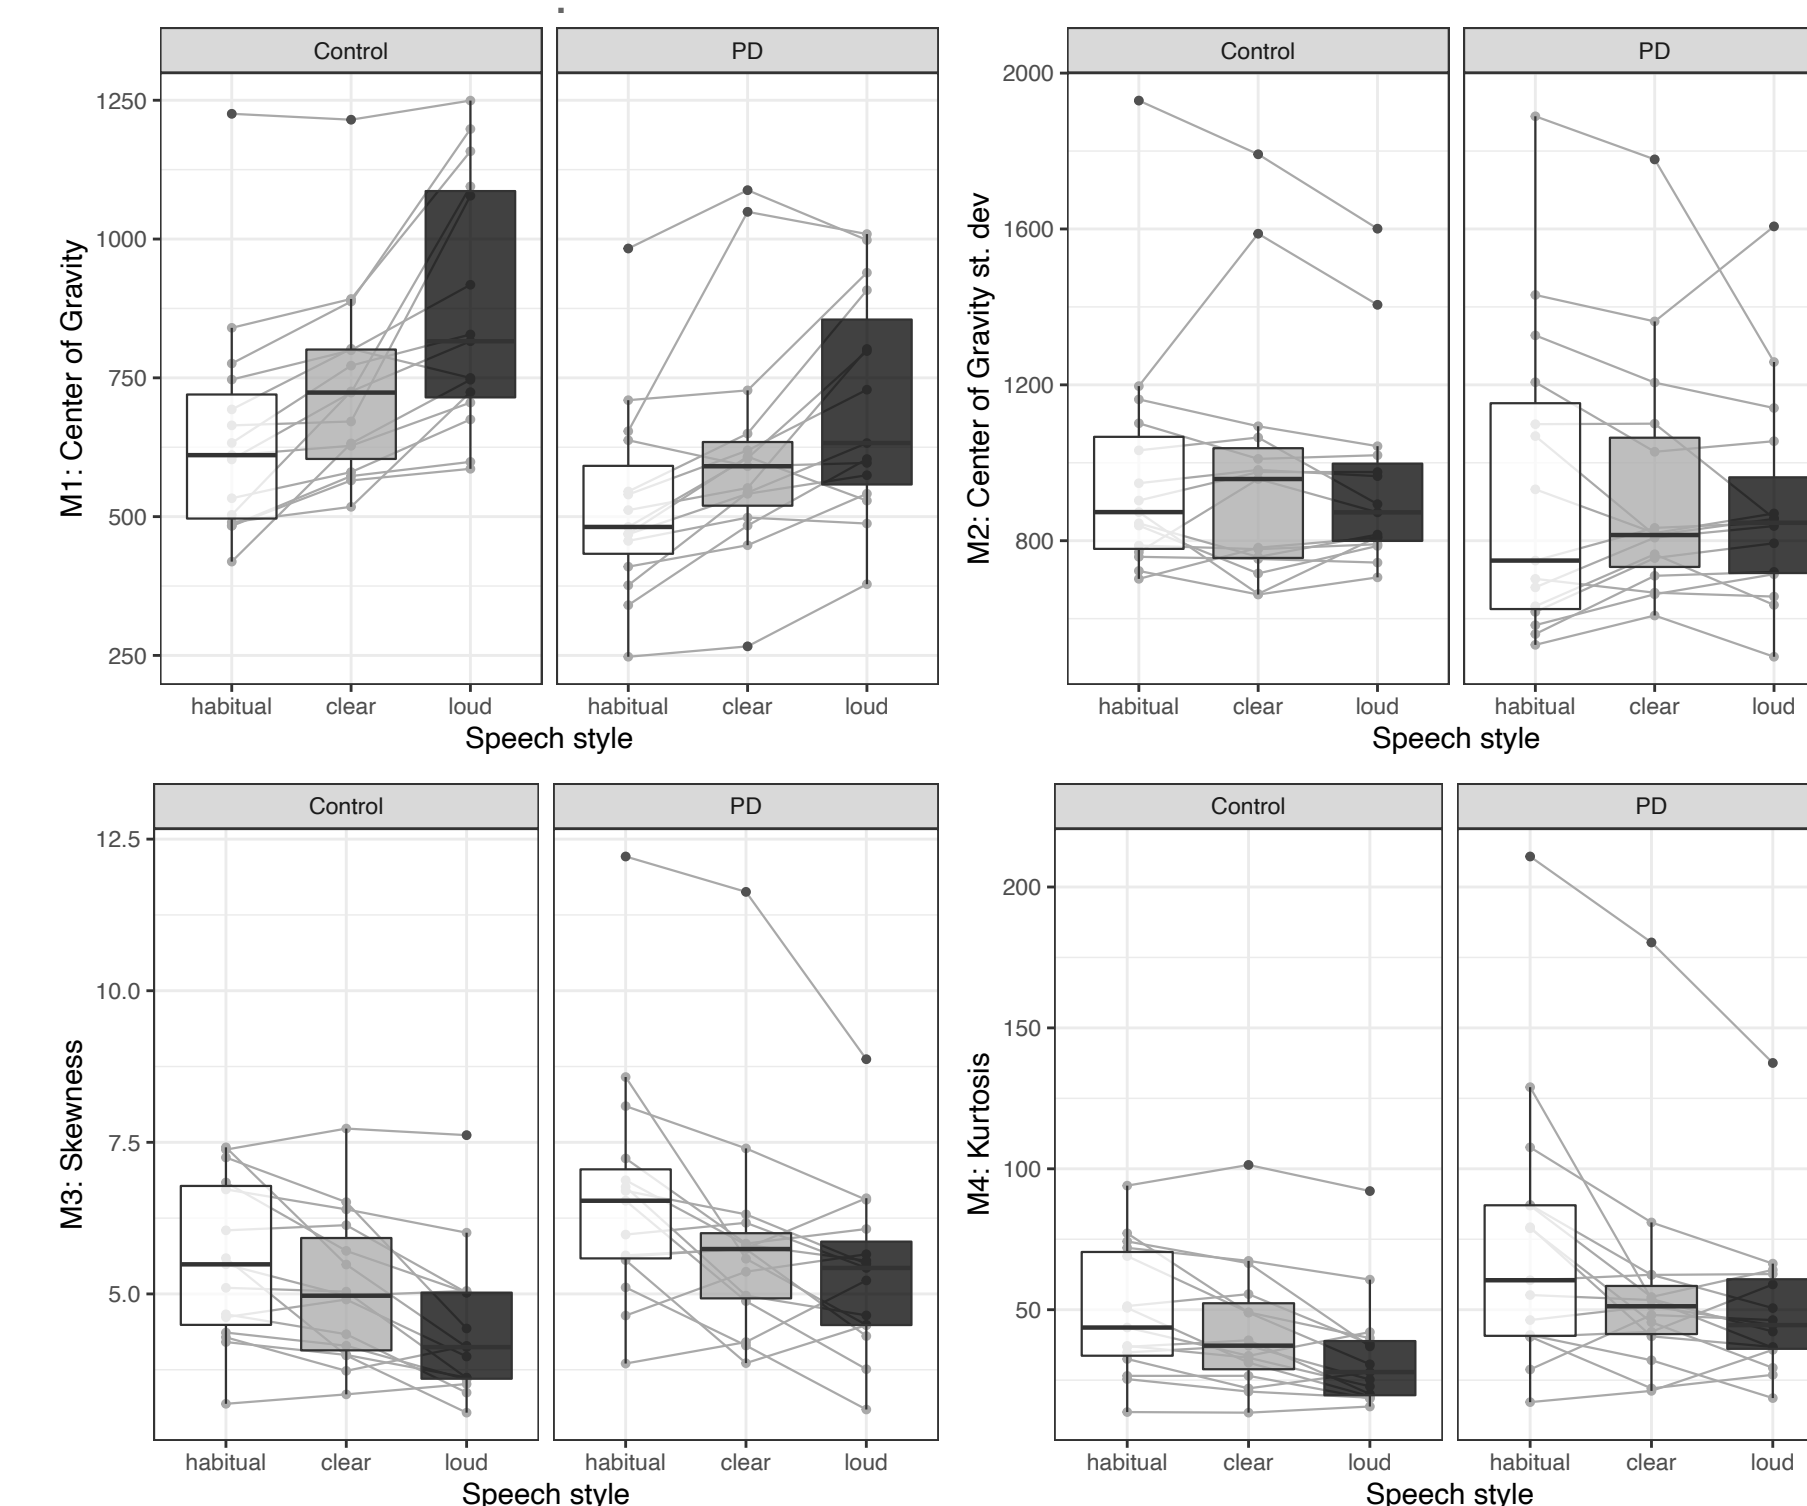 Control PD
M1: Center of Gravity
1250
1000
750
500
250
habitual clear loud habitual clear loud
Speech style
Control PD
M2: Center of Gravity st. dev
2000
1600
1200
800
habitual clear loud habitual clear loud
Speech style
Control PD
M3: Skewness
12.5
10.0
7.5
5.0
habitual clear loud habitual clear loud
Speech style
Control PD
M4: Kurtosis
200
150
100
50
habitual clear loud habitual clear loud
Speech style